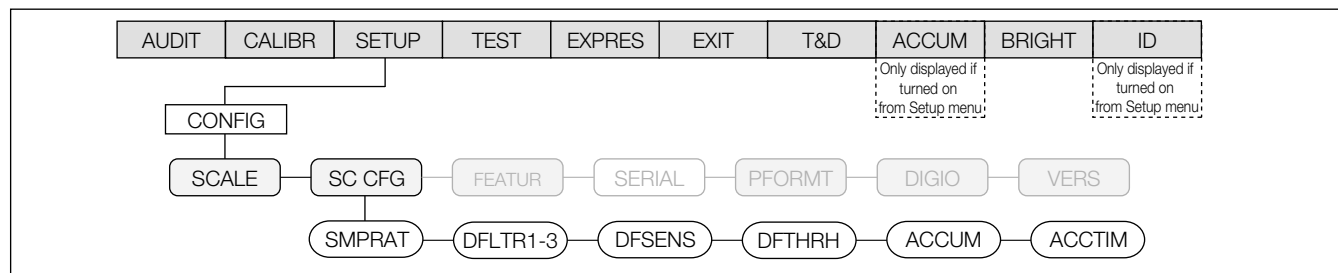 AUDIT CALIBR SETUP TEST EXPRES EXIT T&D ACCUM BRIGHT ID
Only displayed if
turned on
from Setup menu
Only displayed if
turned on
from Setup menu
CONFIG
SCALE SC CFG FEATUR SERIAL PFORMT DIGIO VERS
SMPRAT DFLTR1-3 DFSENS DFTHRH ACCUM ACCTIM